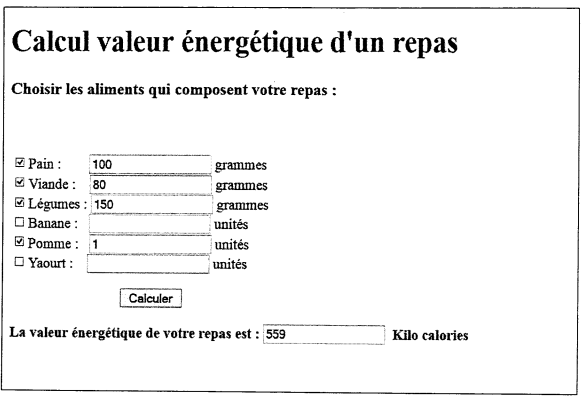 Calcul valeur énergétique d'un repas
Choisir les aliments qui composent votre repas :
Pain : 100 grammes
Viande : 80 grammes
Légumes : 150 grammes
Banane : unités
Pomme : 1 unités
Yaourt : unités
Calculer
La valeur énergétique de votre repas est : 559 Kilo calories